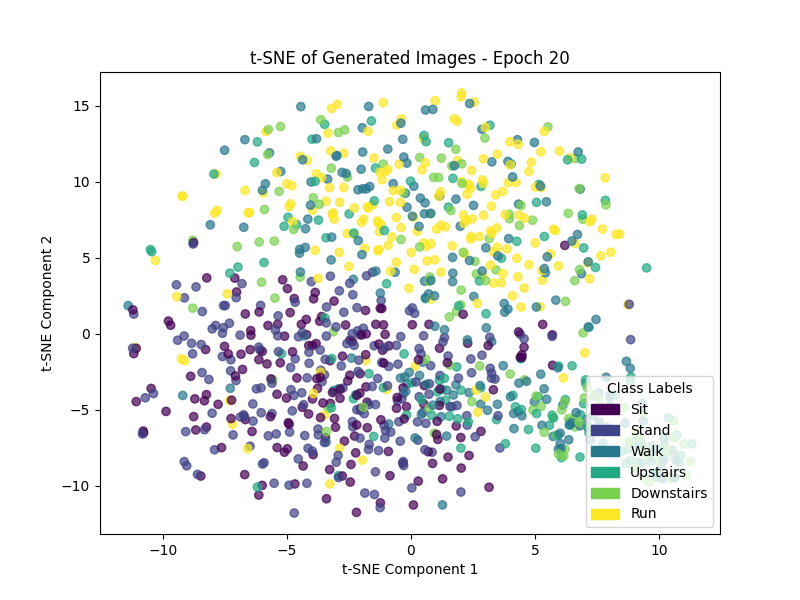 t-SNE of Generated Images - Epoch 20
15
10
5
0
−5
−10
t-SNE Component 2
−10
−5
0
5
10
t-SNE Component 1
Class Labels
Sit
Stand
Walk
Upstairs
Downstairs
Run